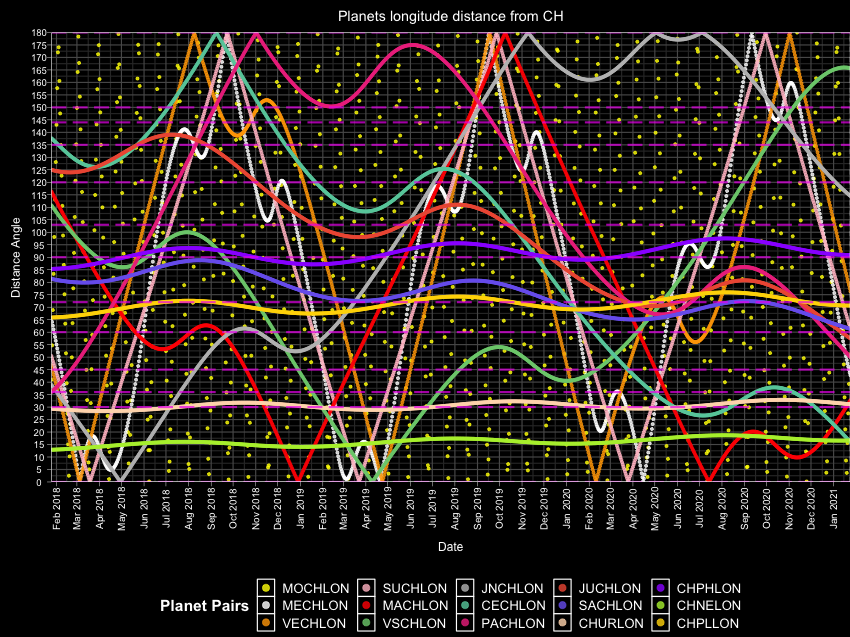 Planets longitude distance from CH
180
175
170
165
160
155
150
145
140
135
130
125
120
115
110
105
100
95
90
85
80
75
70
65
60
55
50
45
40
35
30
25
20
15
10
5
0
Distance Angle
Feb 2018
Mar 2018
Apr 2018
May 2018
Jun 2018
Jul 2018
Aug 2018
Sep 2018
Oct 2018
Nov 2018
Dec 2018
Jan 2019
Feb 2019
Mar 2019
Apr 2019
May 2019
Jun 2019
Jul 2019
Aug 2019
Sep 2019
Oct 2019
Nov 2019
Dec 2019
Jan 2020
Feb 2020
Mar 2020
Apr 2020
May 2020
Jun 2020
Jul 2020
Aug 2020
Sep 2020
Oct 2020
Nov 2020
Dec 2020
Jan 2021
Date
Planet Pairs
MOCHLON SUCHLON JNCHLON JUCHLON CHPHLON
MECHLON MACHLON CECHLON SACHLON CHNELON
VECHLON VSCHLON PACHLON CHURLON CHPLLON